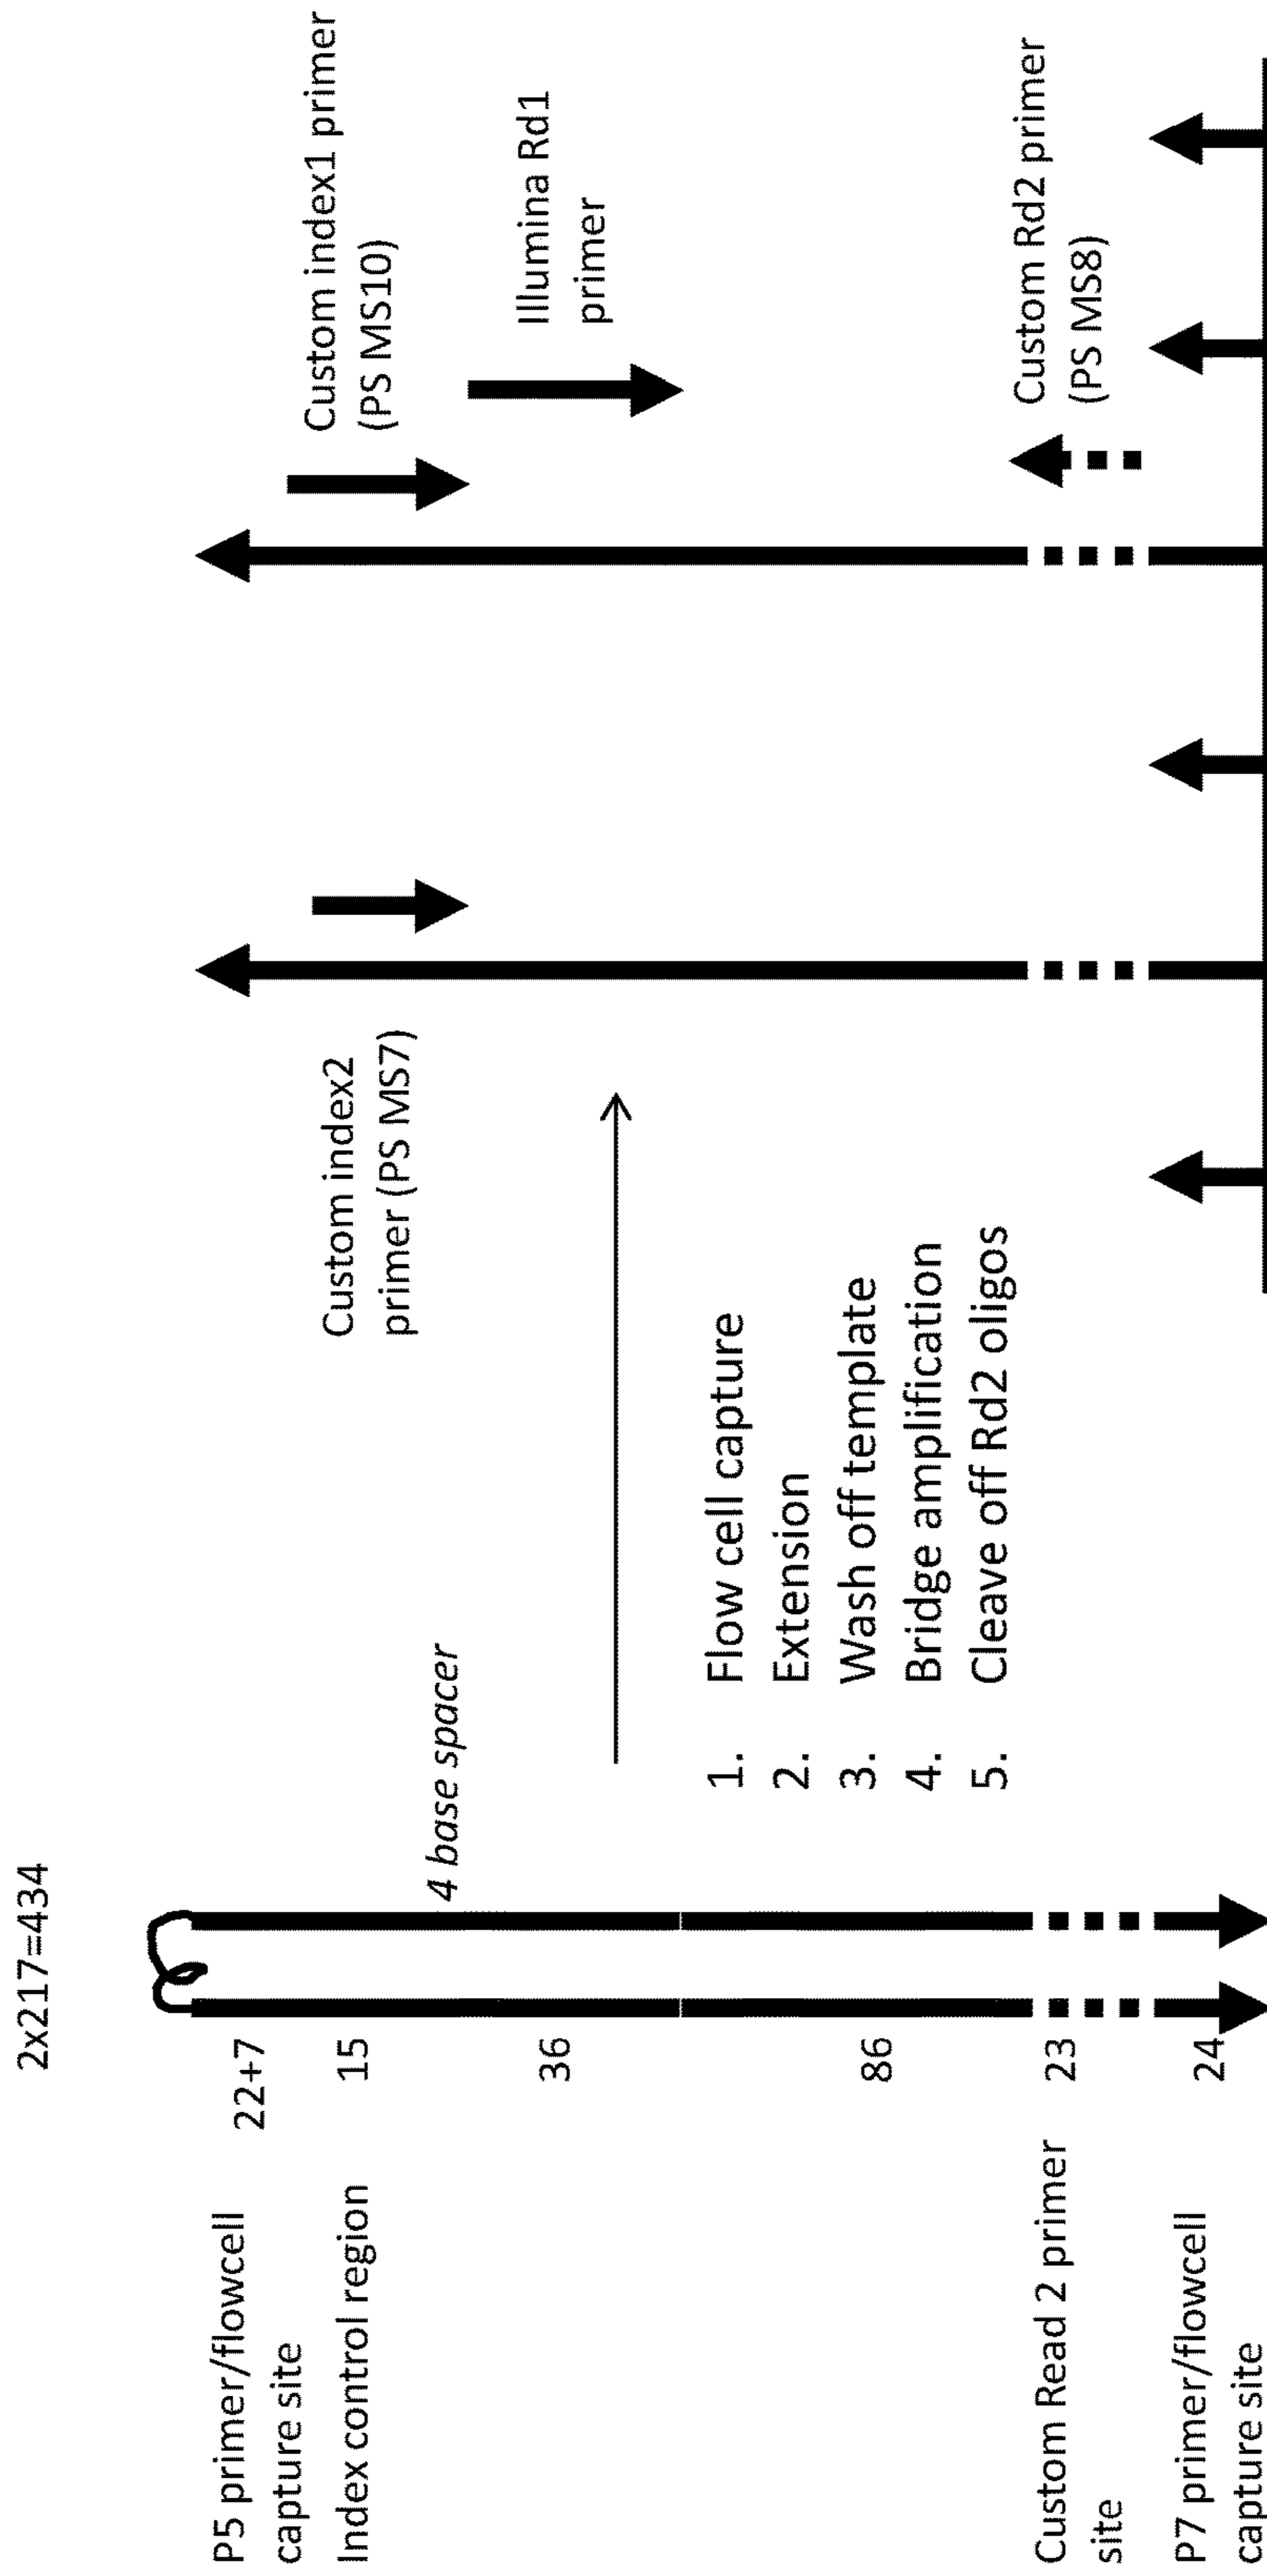 2x217=434
P5 primer/flowcell
capture site
22+7
Index control region
15
4 base spacer
36
86
Custom Read 2 primer
site
23
P7 primer/flowcell
capture site
24
1. Flow cell capture
2. Extension
3. Wash off template
4. Bridge amplification
5. Cleave off Rd2 oligos
Custom index2
primer (PS MS7)
Custom index1 primer
(PS MS10)
Illumina Rd1
primer
Custom Rd2 primer
(PS MS8)